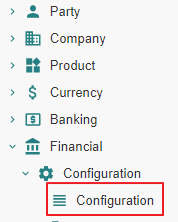 Party
Company
Product
Currency
Banking
Financial
Configuration
Configuration